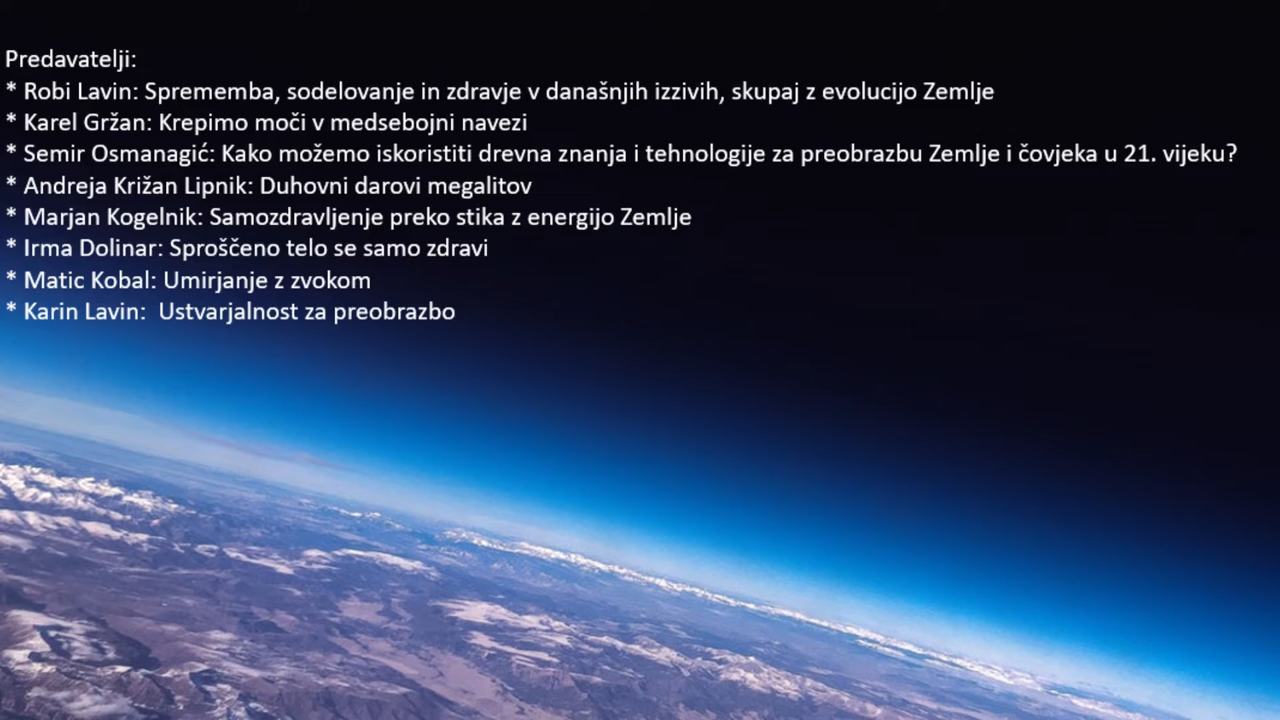 Predavatelji:
* Robi Lavin: Sprememba, sodelovanje in zdravje v današnjih izzivih, skupaj z evolucijo Zemlje
* Karel Gržan: Krepimo moči v medsebojni navezi
* Semir Osmanagić: Kako možemo iskoristiti drevna znanja i tehnologije za preobrazbu Zemlje i čovjeka u 21. vijeku?
* Andreja Križan Lipnik: Duhovni darovi megalitov
* Marjan Kogelnik: Samozdravljenje preko stika z energijo Zemlje
* Irma Dolinar: Sproščeno telo se samo zdravi
* Matic Kobal: Umirjanje z zvokom
* Karin Lavin:  Ustvarjalnost za preobrazbo